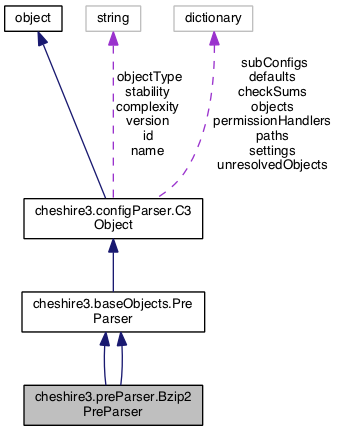 object
string
dictionary
objectType
stability
complexity
version
id
name
subConfigs
defaults
checkSums
objects
permissionHandlers
paths
settings
unresolvedObjects
cheshire3.configParser.C3
Object
cheshire3.baseObjects.Pre
Parser
cheshire3.preParser.Bzip2
PreParser